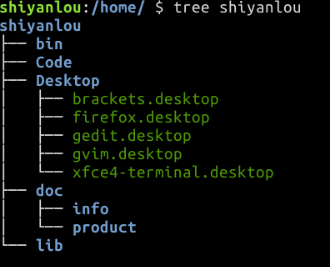 shiyanlou:/home/ $ tree shiyanlou
shiyanlou
├── bin
├── Code
├── Desktop
│   ├── brackets.desktop
│   ├── firefox.desktop
│   ├── gedit.desktop
│   ├── gvim.desktop
│   └── xfce4-terminal.desktop
├── doc
│   ├── info
│   └── product
└── lib